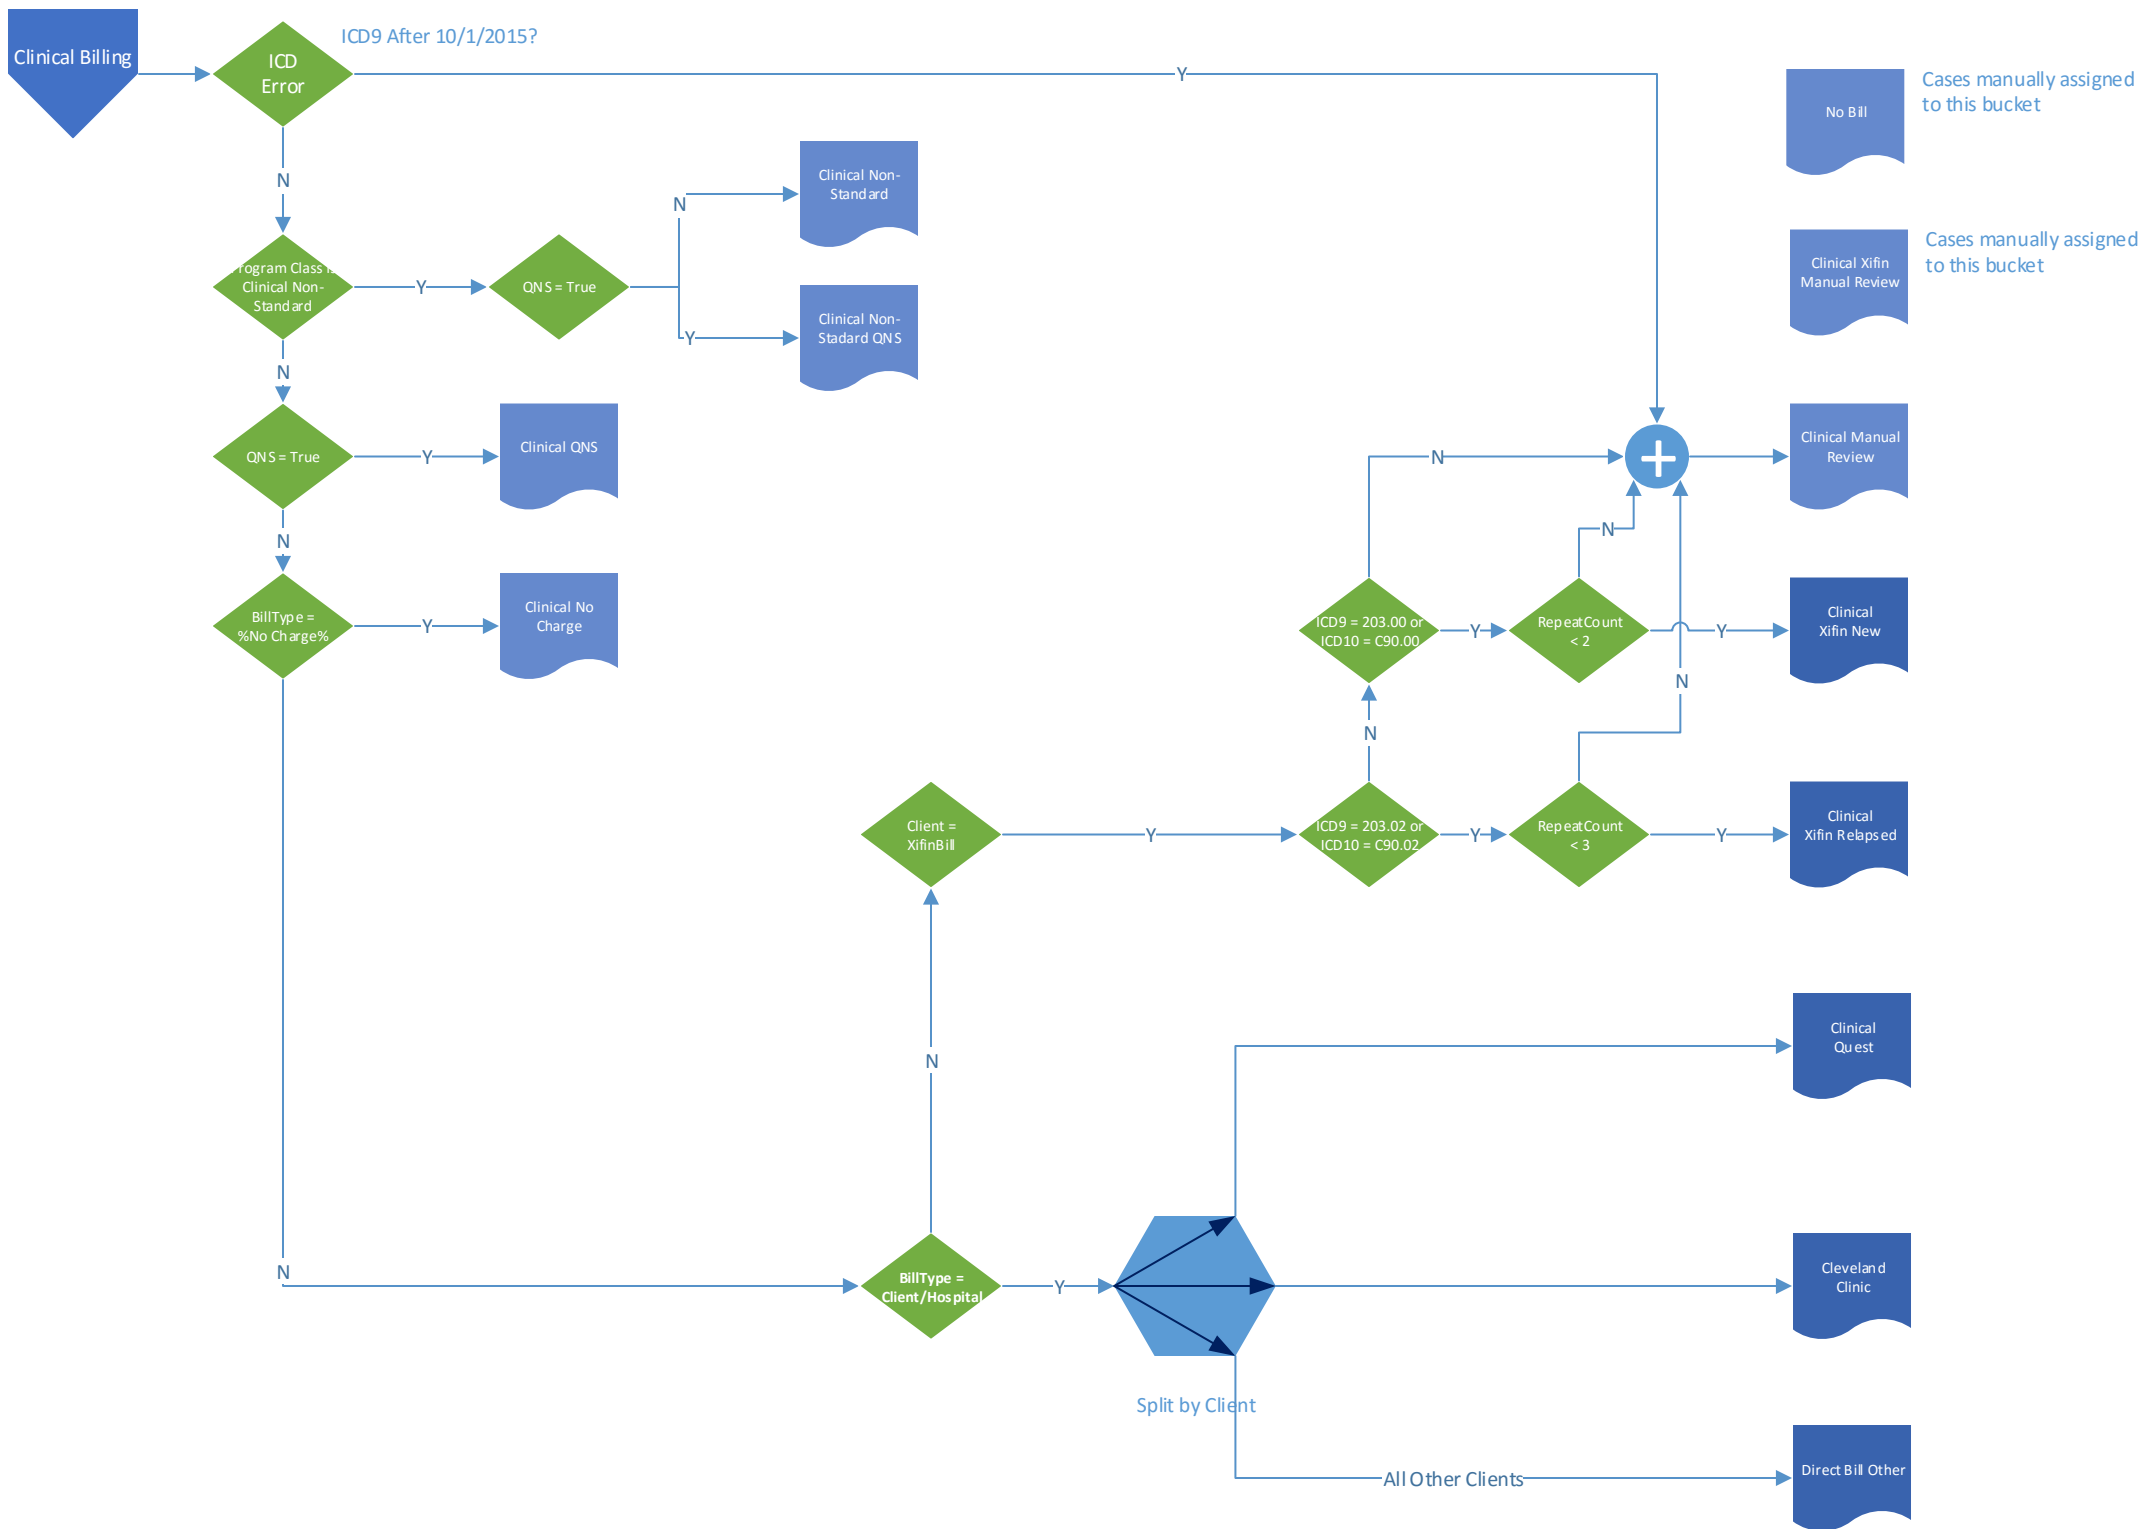 Clinical Billing
ICD
Error
ICD9 After 10/1/2015?
Y
No Bill
Cases manually assigned
to this bucket
N
Clinical Non-
Standard
N
Program Class is
Clinical Non-
Standard
Y
QNS = True
Clinical Non-
Stadard QNS
Y
Clinical Xifin
Manual Review
Cases manually assigned
to this bucket
N
QNS = True
Y
Clinical QNS
N
Clinical Manual
Review
N
N
BillType =
%No Charge%
Y
Clinical No
Charge
ICD9 = 203.00 or
ICD10 = C90.00
Y
RepeatCount
< 2
Y
Clinical
Xifin New
N
N
Client =
XifinBill
Y
ICD9 = 203.02 or
ICD10 = C90.02
Y
RepeatCount
< 3
Y
Clinical
Xifin Relapsed
N
Clinical
Quest
N
BillType =
Client/Hospital
Y
Cleveland
Clinic
Split by Client
All Other Clients
Direct Bill Other